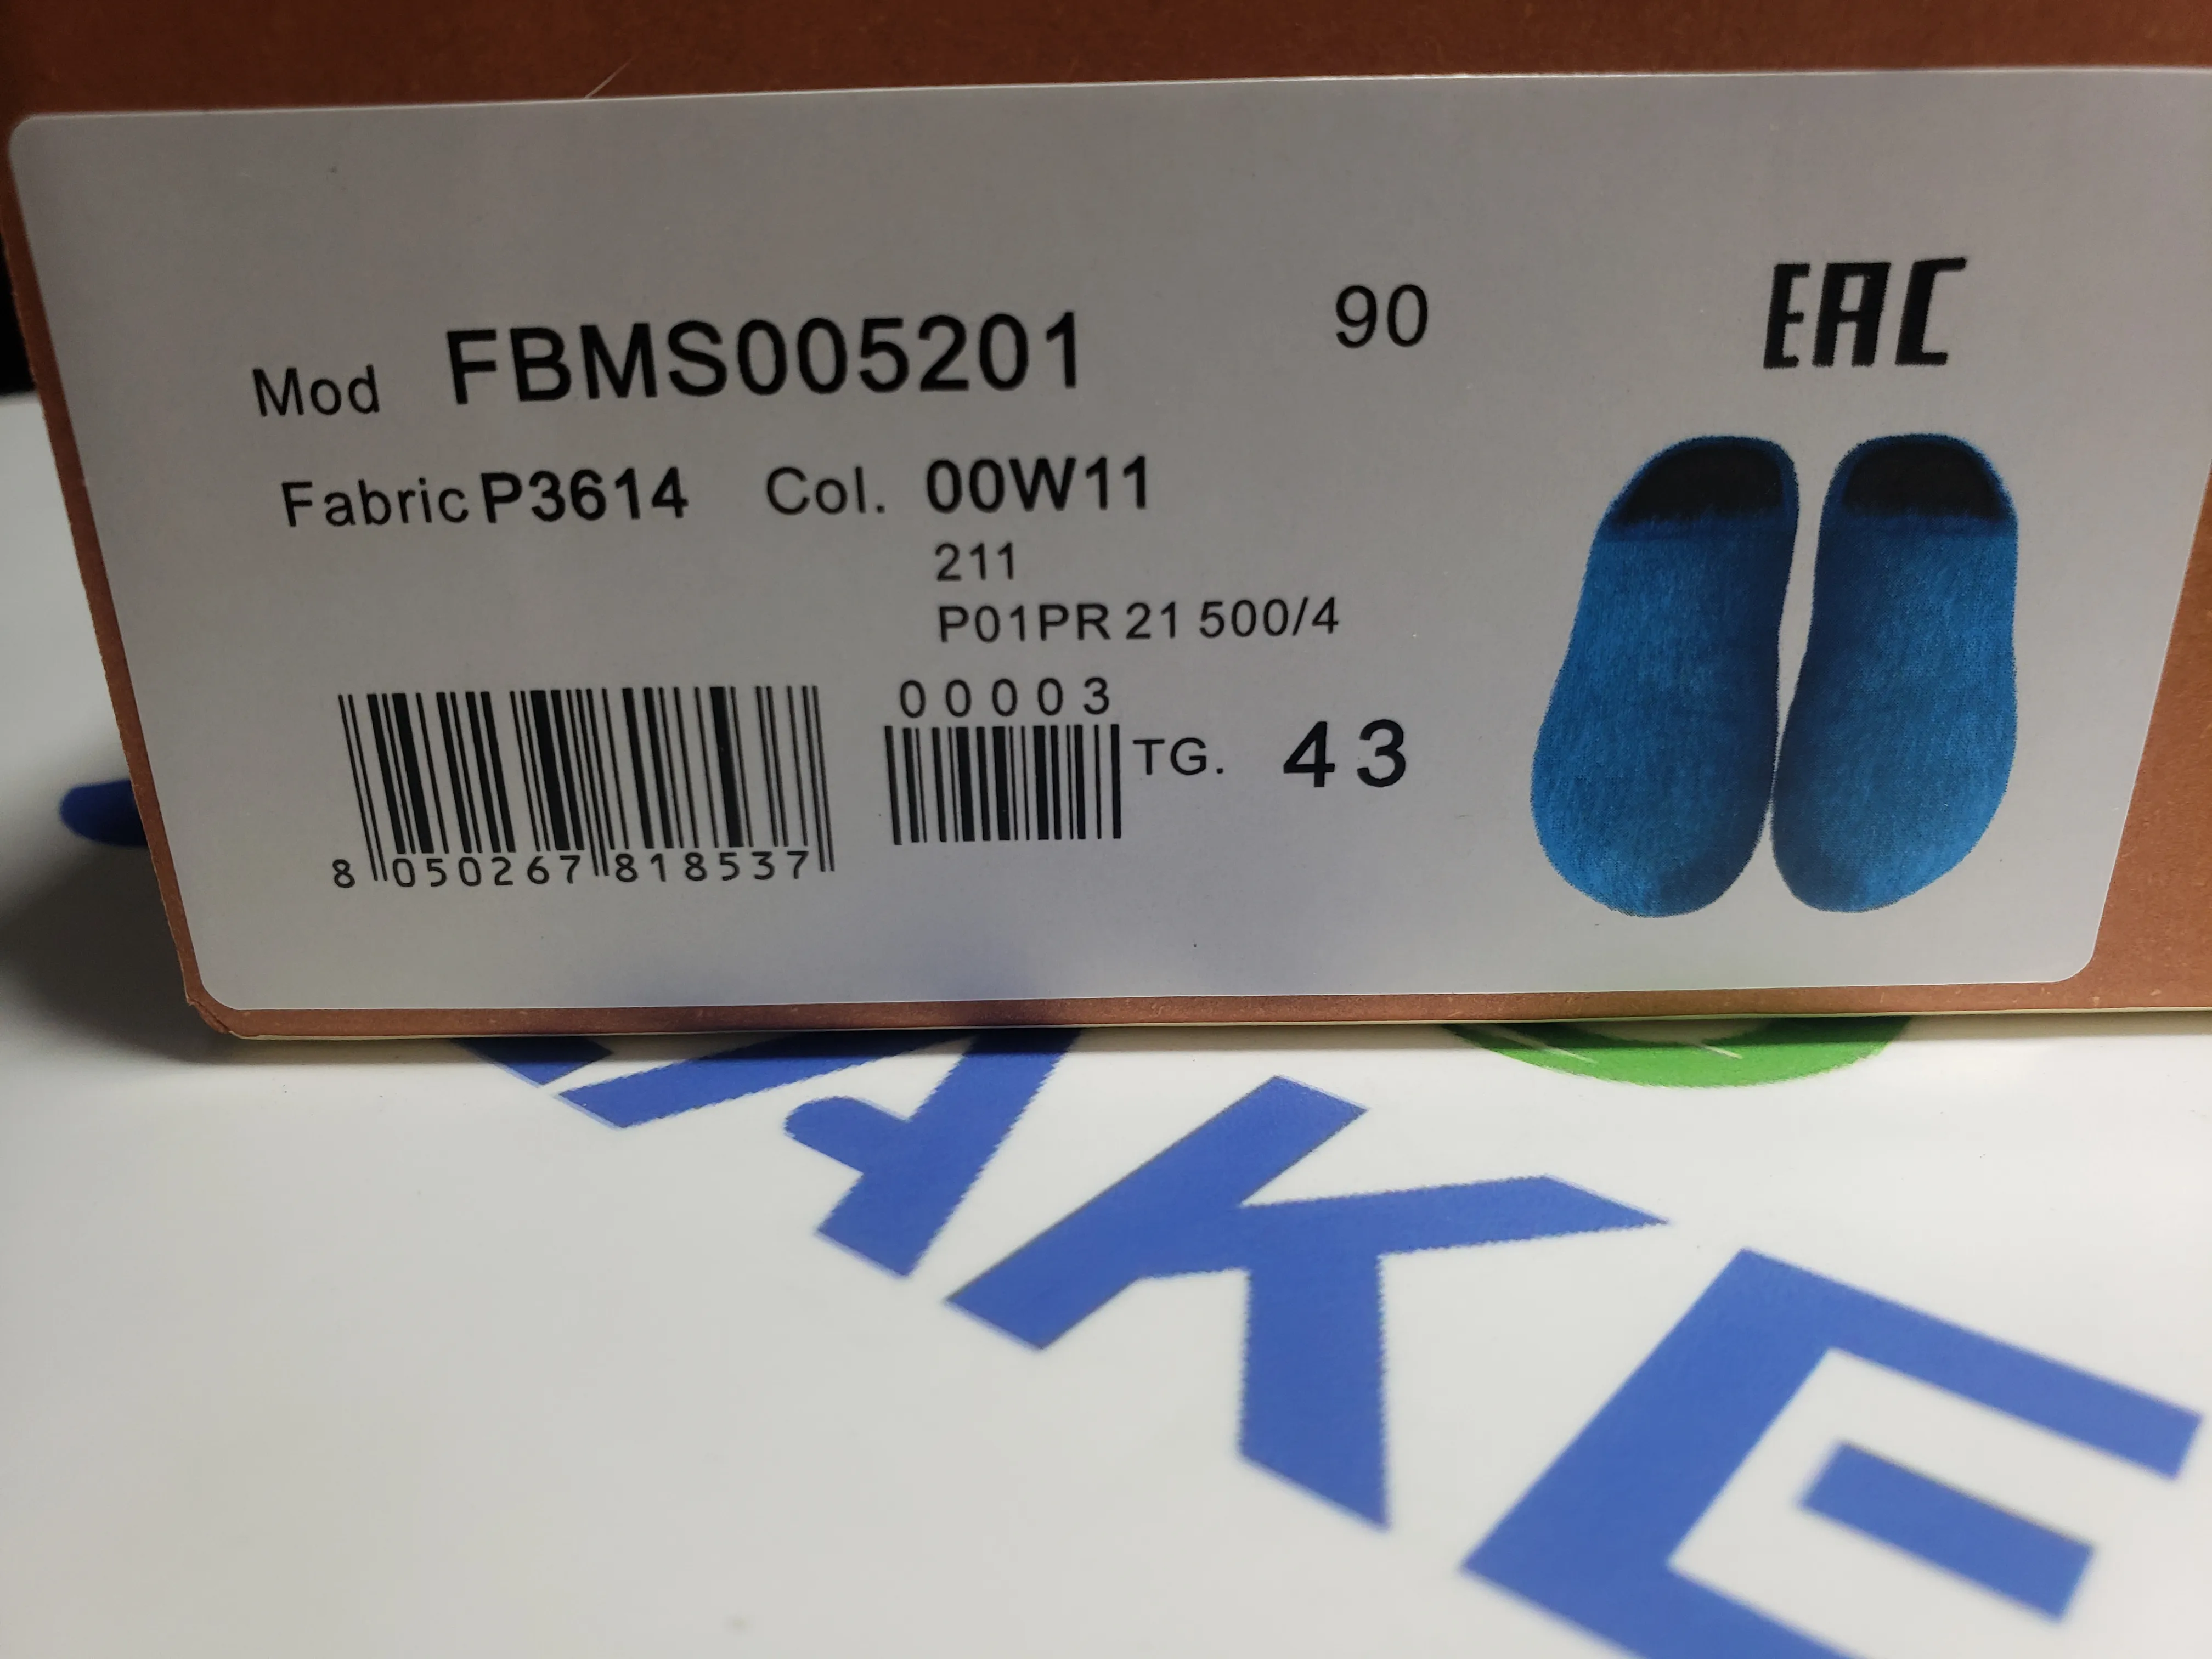 Mod FBMS005201 90 EAC
Fabric P3614 Col. 00W11
211
P01PR 21 500/4
00003
TG. 43
8 050267 818537
AKE